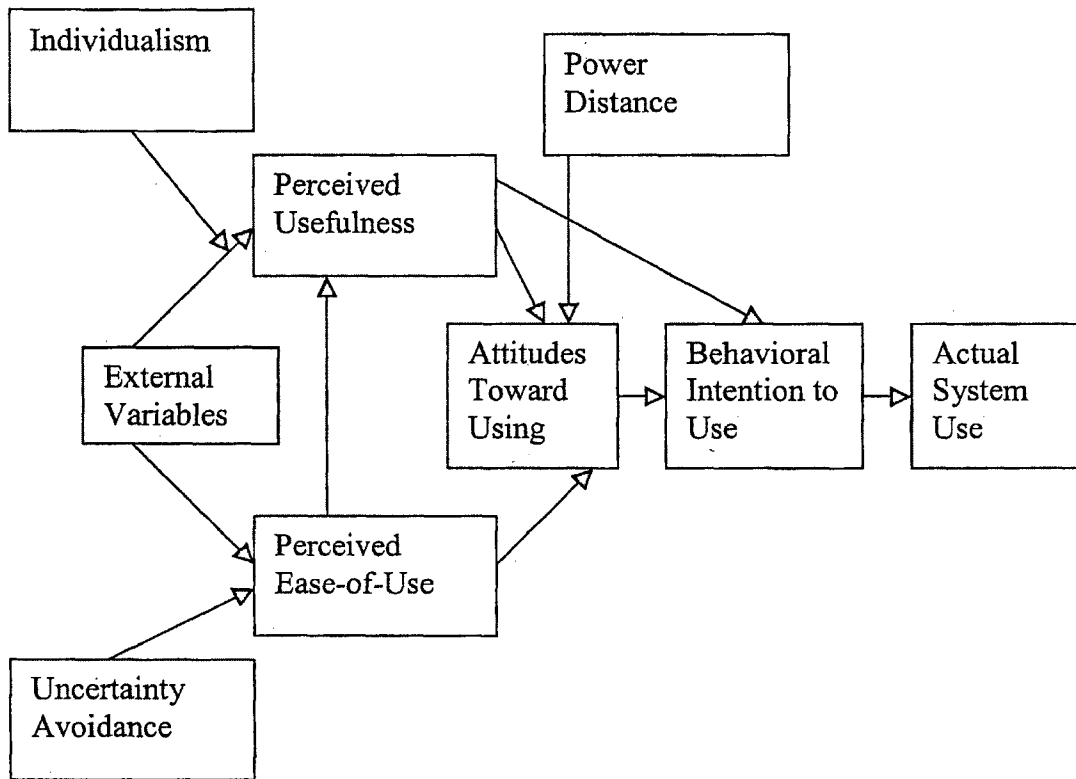 Individualism
Power
Distance
Perceived
Usefulness
External
Variables
Attitudes
Toward
Using
Behavioral
Intention to
Use
Actual
System
Use
Perceived
Ease-of-Use
Uncertainty
Avoidance